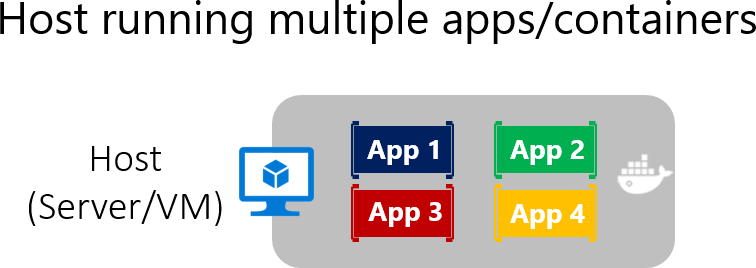 Host running multiple apps/containers
Host
(Server/VM)
App 1
App 2
App 3
App 4